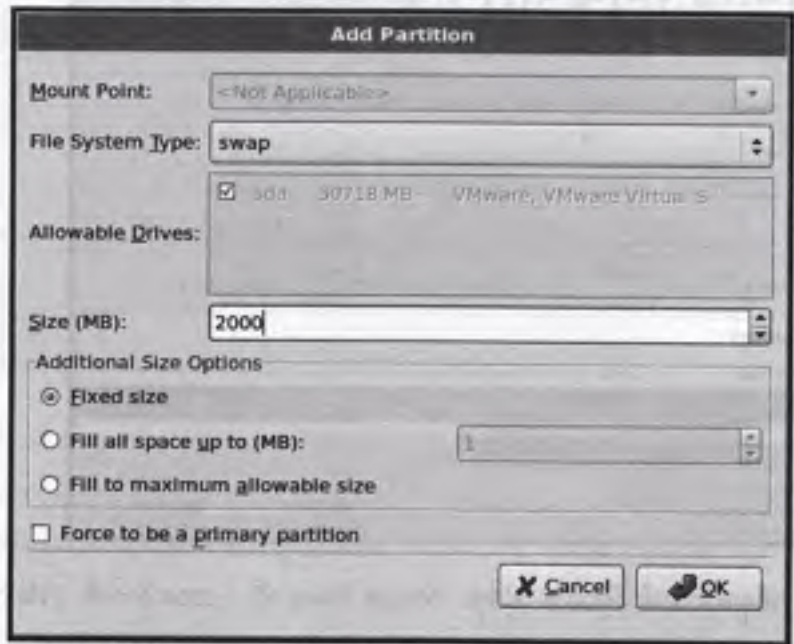 Add Partition
Mount Point: <Not Applicable>
File System Type: swap
sda 30718 MB VMware, VMware Virtual S
Allowable Drives:
Size (MB): 2000
Additional Size Options
Fixed size
Fill all space up to (MB): 1
Fill to maximum allowable size
Force to be a primary partition
Cancel OK